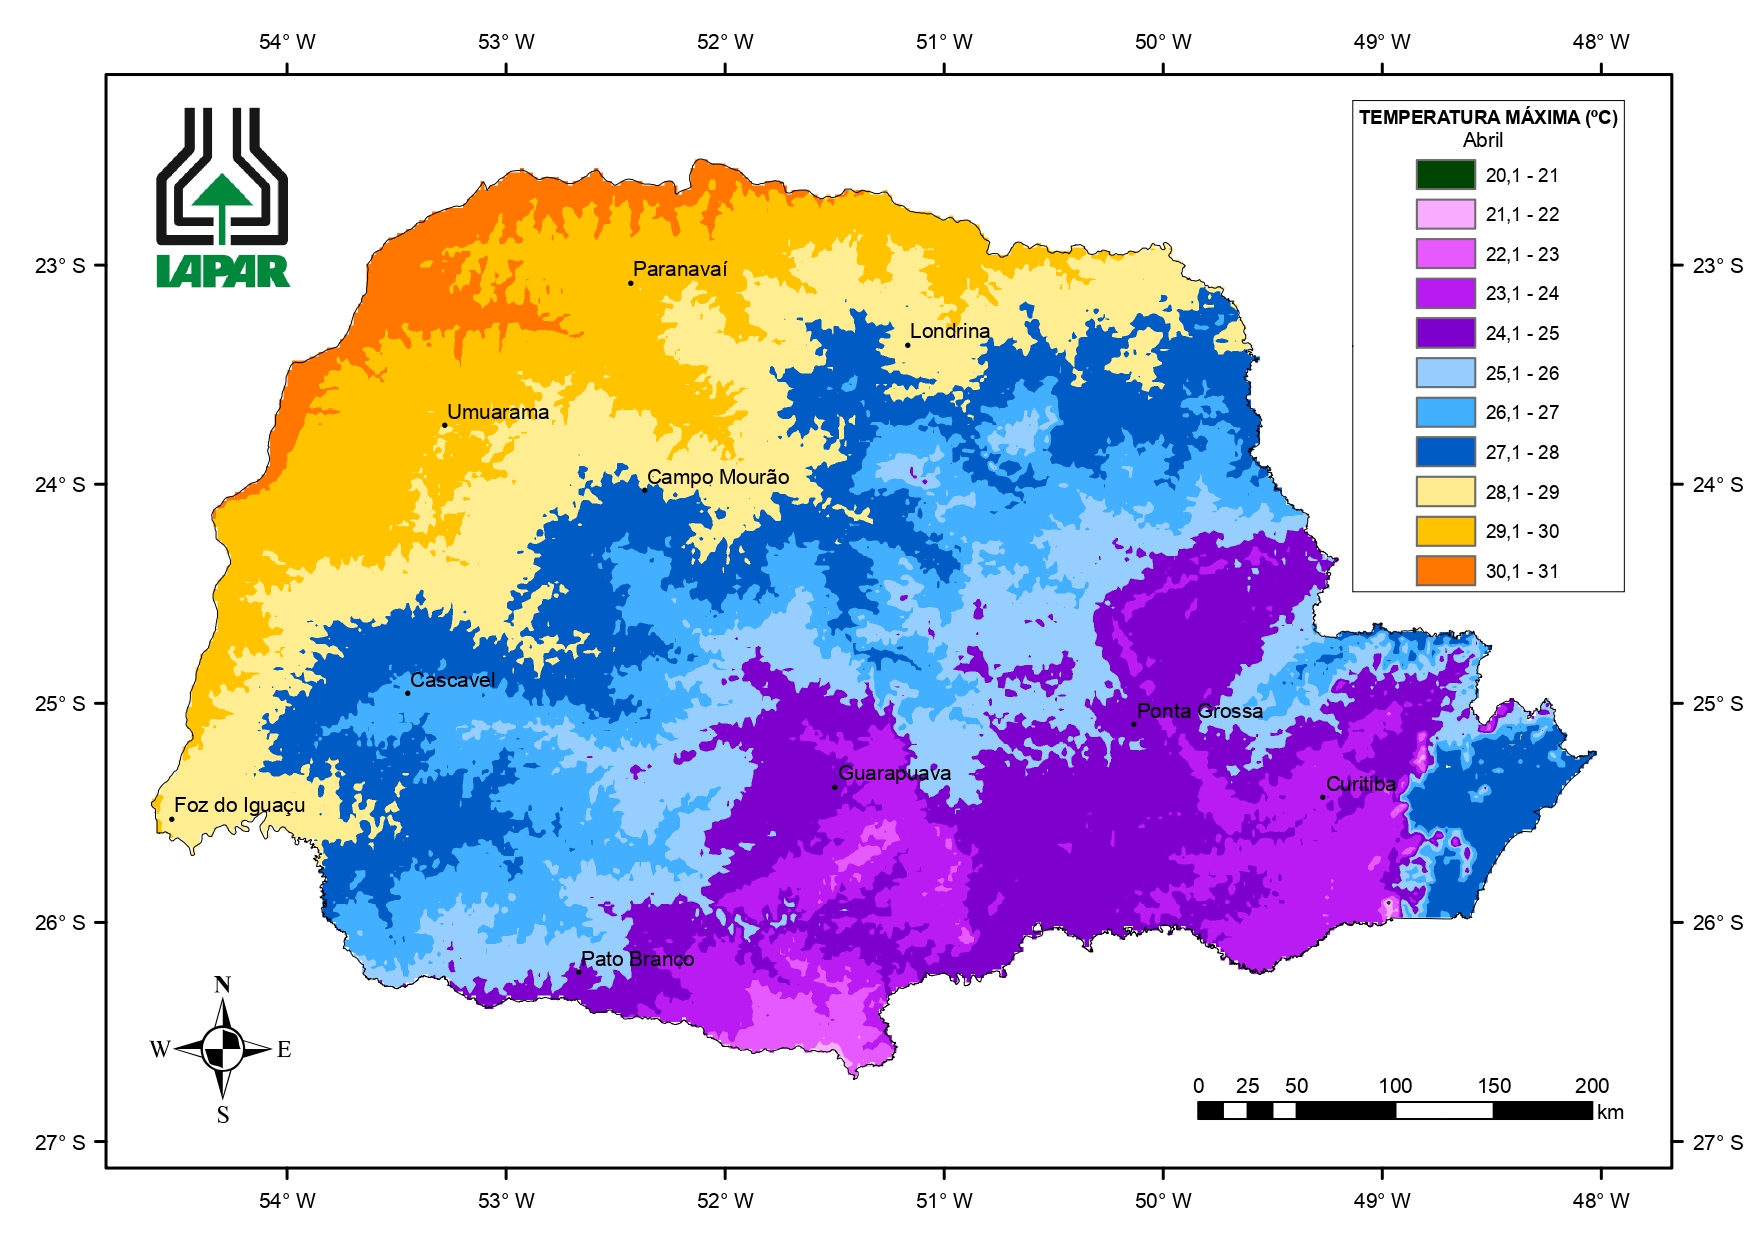 54° W 53° W 52° W 51° W 50° W 49° W 48° W
TEMPERATURA MÁXIMA (ºC)
Abril
20,1 - 21
21,1 - 22
22,1 - 23
23,1 - 24
24,1 - 25
25,1 - 26
26,1 - 27
27,1 - 28
28,1 - 29
29,1 - 30
30,1 - 31
IAPAR
23° S 23° S
24° S 24° S
25° S 25° S
26° S 26° S
27° S 27° S
Paranavaí
Londrina
Umuarama
Campo Mourão
Cascavel
Ponta Grossa
Guarapuava
Curitiba
Foz do Iguaçu
Pato Branco
N
W E
S
0 25 50 100 150 200
km
54° W 53° W 52° W 51° W 50° W 49° W 48° W